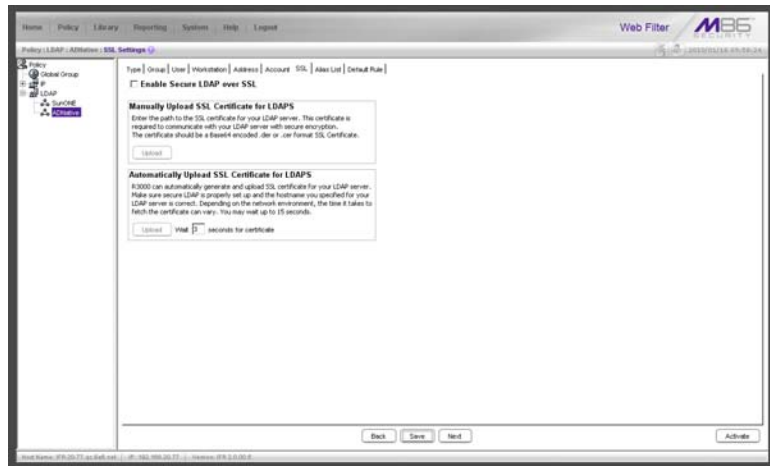 Home Policy Library Reporting System Help Logout
Web Filter
M86 SECURITY
Policy : LDAP : ADNative : SSL Settings
Policy
Global Group
IP
LDAP
SunONE
ADNative
Type | Group | User | Workstation | Address | Account SSL | Alias List | Default Rule |
Enable Secure LDAP over SSL
Manually Upload SSL Certificate for LDAPS
Enter the path to the SSL certificate for your LDAP server. This certificate is
required to communicate with your LDAP server with secure encryption.
The certificate should be a Base64 encoded .der or .cer format SSL Certificate.
Upload
Automatically Upload SSL Certificate for LDAPS
R3000 can automatically generate and upload SSL certificate for your LDAP server.
Make sure secure LDAP is properly set up and the hostname you specified for your
LDAP server is correct. Depending on the network environment, the time it takes to
fetch the certificate can vary. You may wait up to 15 seconds.
Upload Wait 3 seconds for certificate
Back Save Next Activate
Host Name: IP: Version: